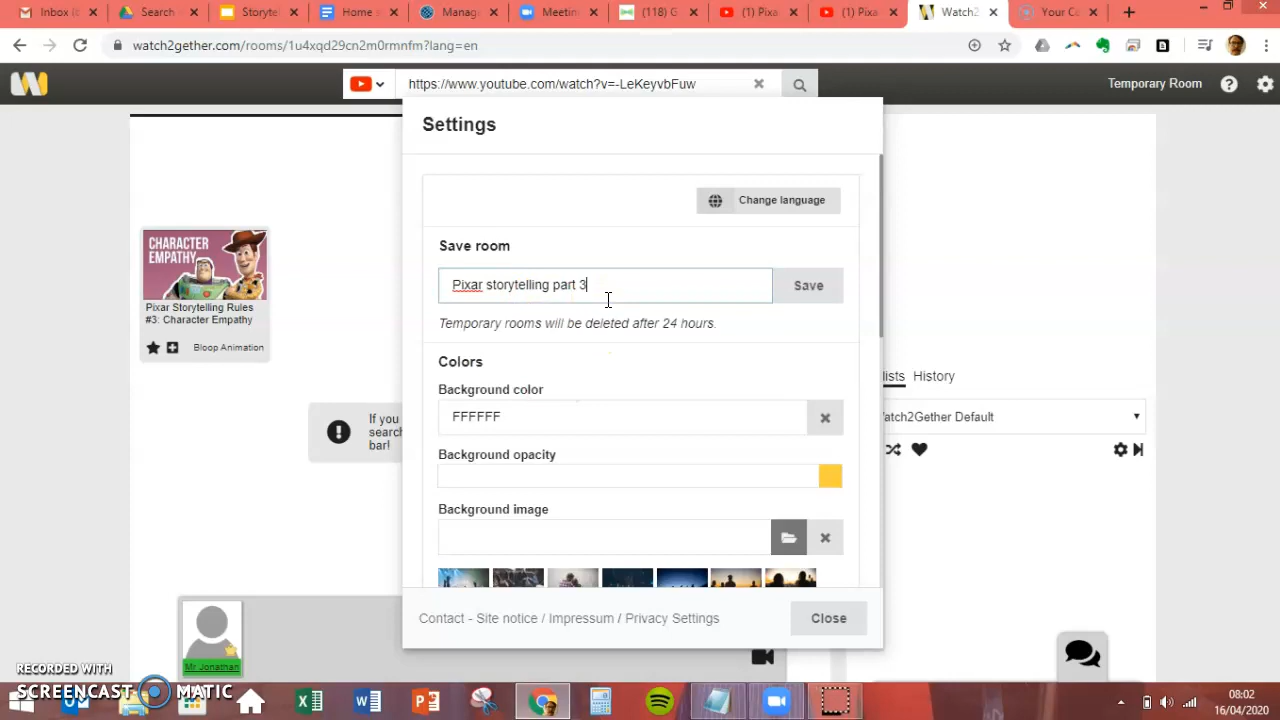 Inbox (
Search
Storyte
Home s
Manag
Meetin
(118) G
(1) Pixa
(1) Pixa
Watch2
Your Co
watch2gether.com/rooms/1u4xqd29cn2m0rmnfm?lang=en
https://www.youtube.com/watch?v=-LeKeyvbFuw
Temporary Room
Settings
Change language
Save room
Pixar storytelling part 3
Save
Temporary rooms will be deleted after 24 hours.
Colors
Background color
FFFFFF
Background opacity
Background image
Contact - Site notice / Impressum / Privacy Settings
Close
CHARACTER
EMPATHY
Pixar Storytelling Rules
#3: Character Empathy
Bloop Animation
If you
search
bar!
lists
History
atch2Gether Default
Mr Jonathan
RECORDED WITH
SCREENCAST MATIC
08:02
16/04/2020